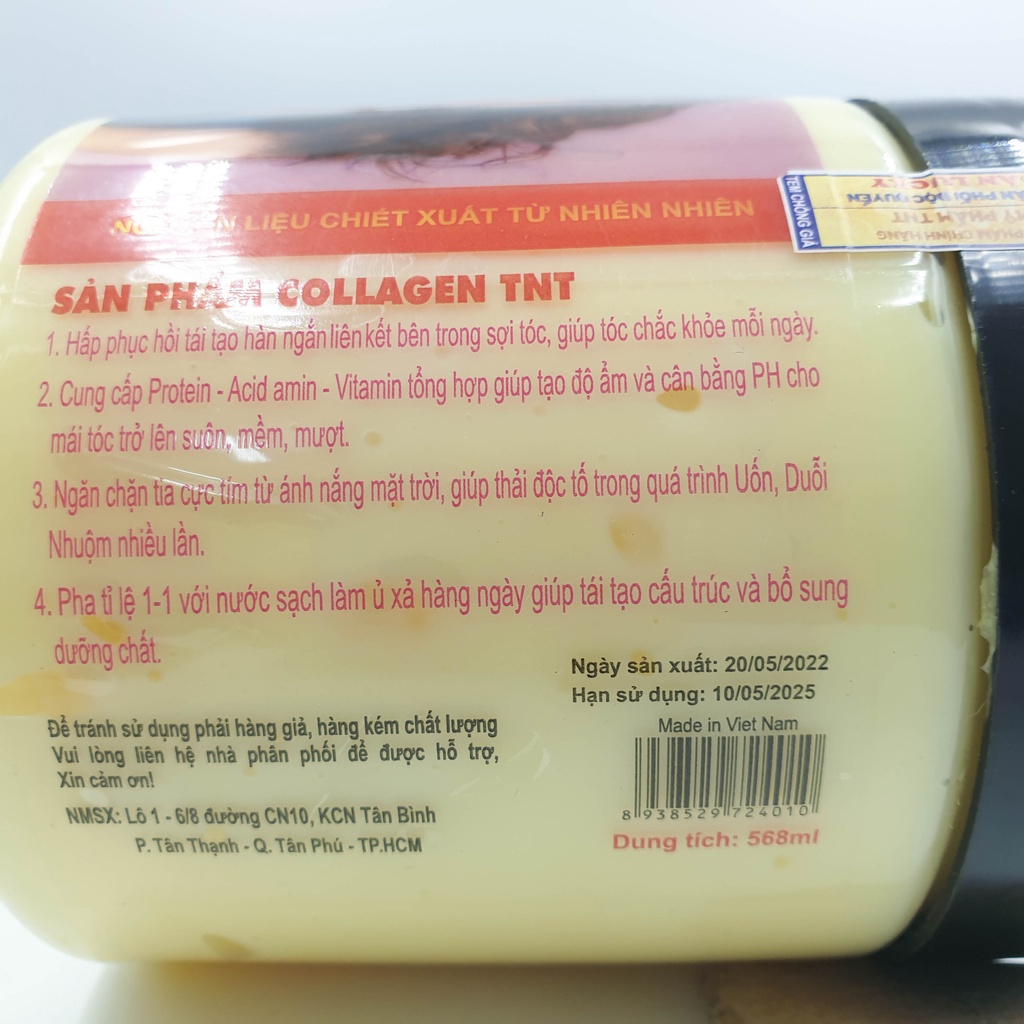 LIỆU CHIẾT XUẤT TỪ NHIÊN NHIÊN
TEM CHỐNG GIẢ
SẢN PHẨM COLLAGEN TNT
1. Hấp phục hồi tái tạo hàn ngắn liên kết bên trong sợi tóc, giúp tóc chắc khỏe mỗi ngày.
2. Cung cấp Protein - Acid amin - Vitamin tổng hợp giúp tạo độ ẩm và cân bằng PH cho
mái tóc trở lên suôn, mềm, mượt.
3. Ngăn chặn tia cực tím từ ánh nắng mặt trời, giúp thải độc tố trong quá trình Uốn, Duỗi
Nhuộm nhiều lần.
4. Pha tỉ lệ 1-1 với nước sạch làm ủ xả hàng ngày giúp tái tạo cấu trúc và bổ sung
dưỡng chất.
Ngày sản xuất: 20/05/2022
Hạn sử dụng: 10/05/2025
Made in Viet Nam
8 938529 724010
Dung tích: 568ml
Để tránh sử dụng phải hàng giả, hàng kém chất lượng
Vui lòng liên hệ nhà phân phối để được hỗ trợ,
Xin cảm ơn!
NMSX: Lô 1 - 6/8 đường CN10, KCN Tân Bình
P. Tân Thạnh - Q. Tân Phú - TP.HCM